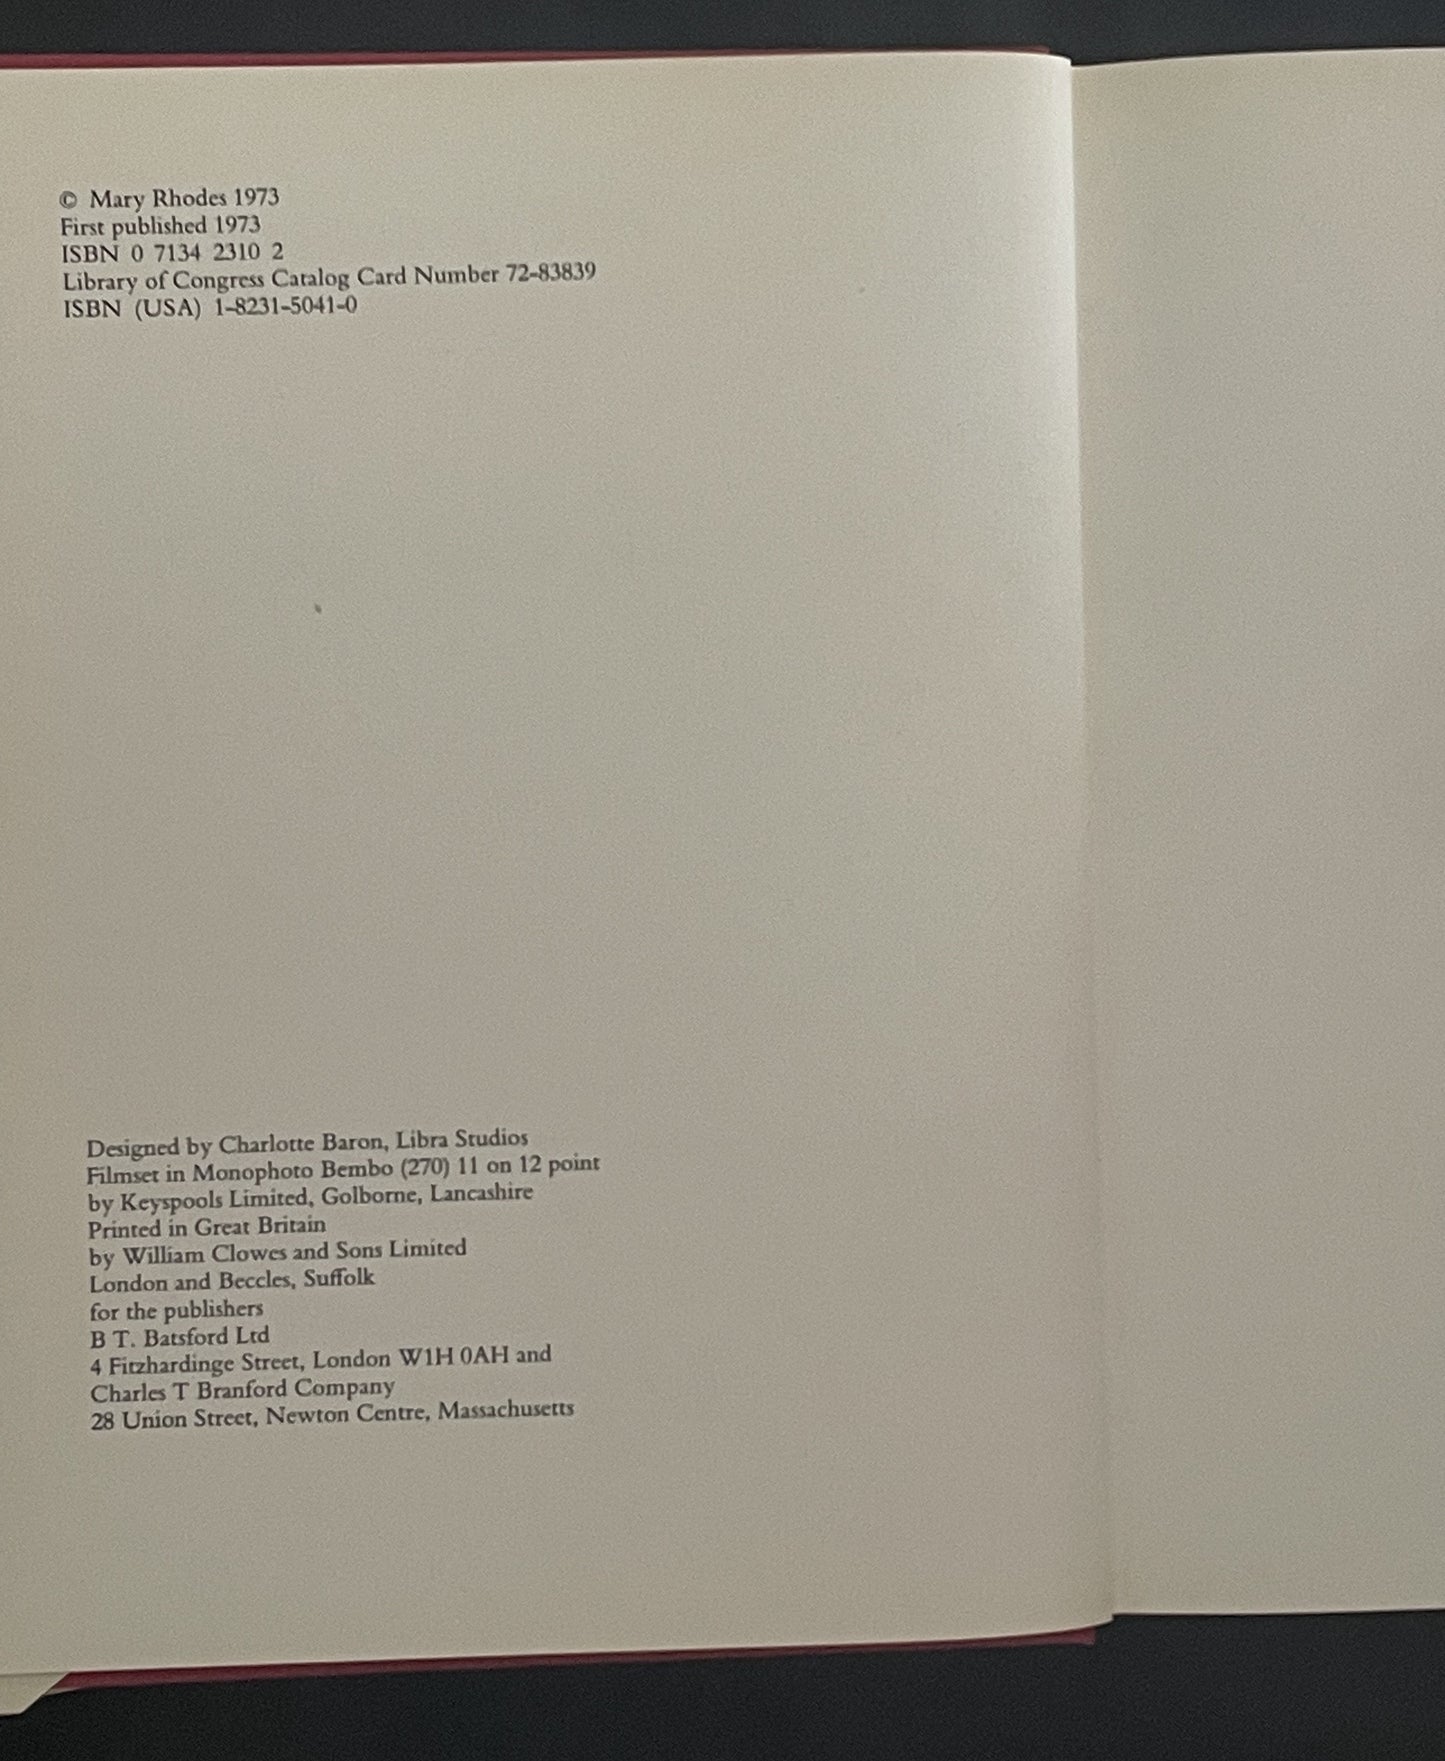 © Mary Rhodes 1973
First published 1973
ISBN 0 7134 2310 2
Library of Congress Catalog Card Number 72-83839
ISBN (USA) 1-8231-5041-0
Designed by Charlotte Baron, Libra Studios
Filmset in Monophoto Bembo (270) 11 on 12 point
by Keyspools Limited, Golborne, Lancashire
Printed in Great Britain
by William Clowes and Sons Limited
London and Beccles, Suffolk
for the publishers
B T. Batsford Ltd
4 Fitzhardinge Street, London W1H 0AH and
Charles T Branford Company
28 Union Street, Newton Centre, Massachusetts